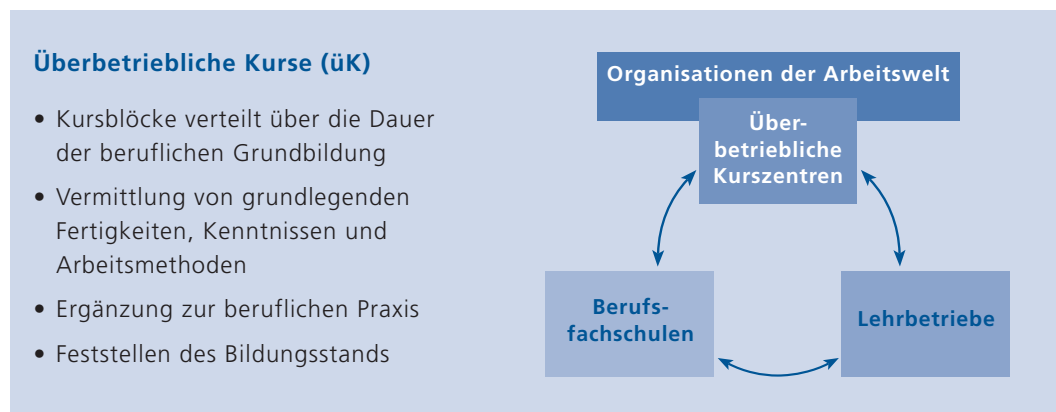 Überbetriebliche Kurse (üK)
• Kursblöcke verteilt über die Dauer
der beruflichen Grundbildung
• Vermittlung von grundlegenden
Fertigkeiten, Kenntnissen und
Arbeitsmethoden
• Ergänzung zur beruflichen Praxis
• Feststellen des Bildungsstands
Organisationen der Arbeitswelt
Über-
betriebliche
Kurszentren
Berufs-
fachschulen
Lehrbetriebe